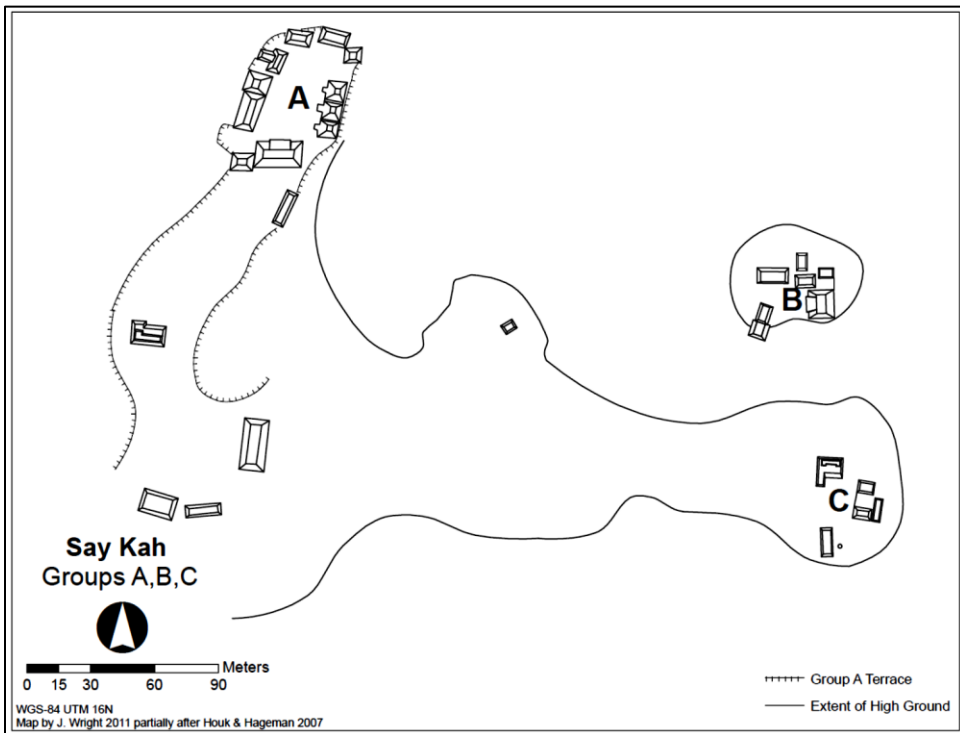 A
B
C
Say Kah
Groups A,B,C
Meters
0 15 30 60 90
WGS-84 UTM 16N
Map by J. Wright 2011 partially after Houk & Hageman 2007
Group A Terrace
Extent of High Ground